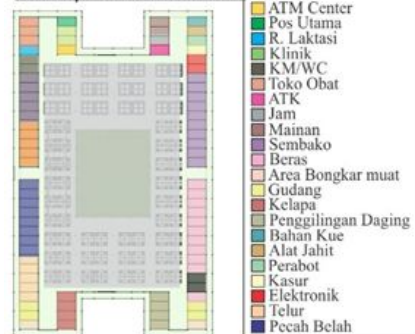 ATM Center
Pos Utama
R. Laktasi
Klinik
KM/WC
Toko Obat
ATK
Jam
Mainan
Sembako
Beras
Area Bongkar muat
Gudang
Kelapa
Penggilingan Daging
Bahan Kue
Alat Jahit
Perabot
Kasur
Elektronik
Telur
Pecah Belah